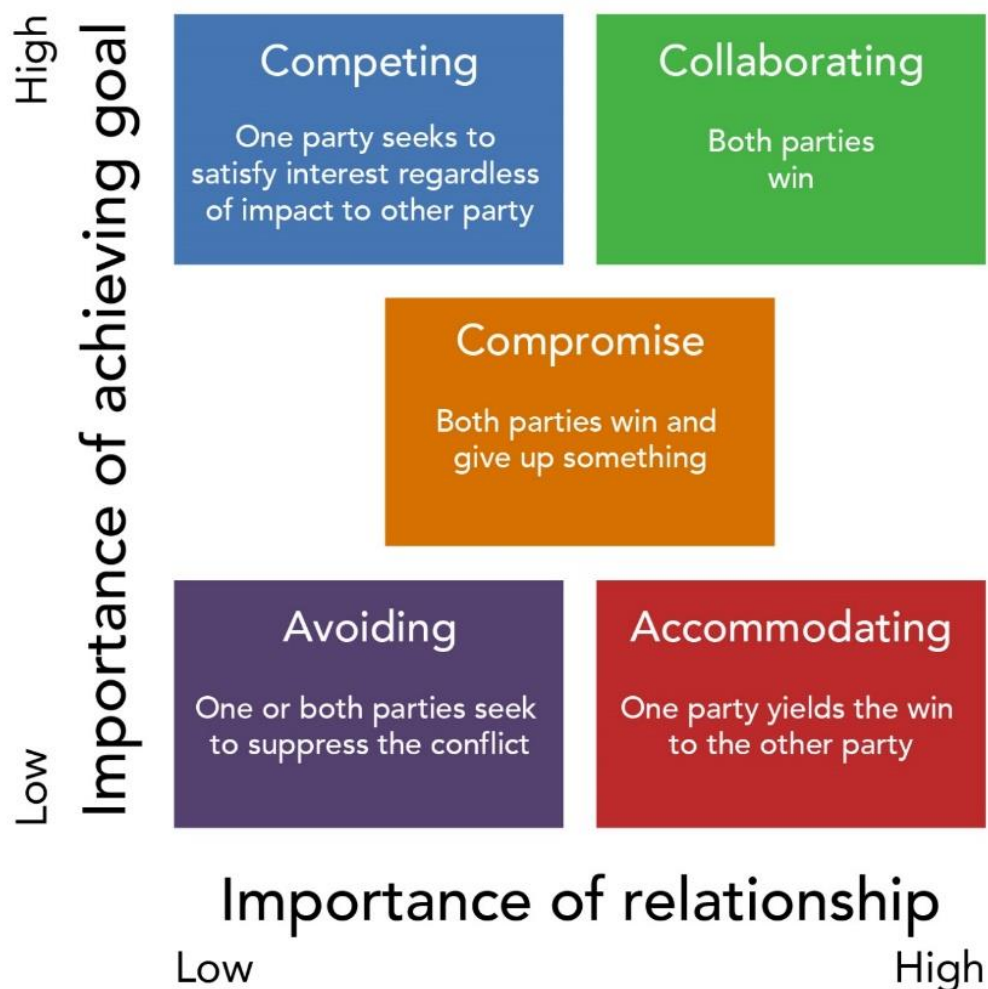 High
Importance of achieving goal
Low
Competing
One party seeks to
satisfy interest regardless
of impact to other party
Collaborating
Both parties
win
Compromise
Both parties win and
give up something
Avoiding
One or both parties seek
to suppress the conflict
Accommodating
One party yields the win
to the other party
Importance of relationship
Low
High